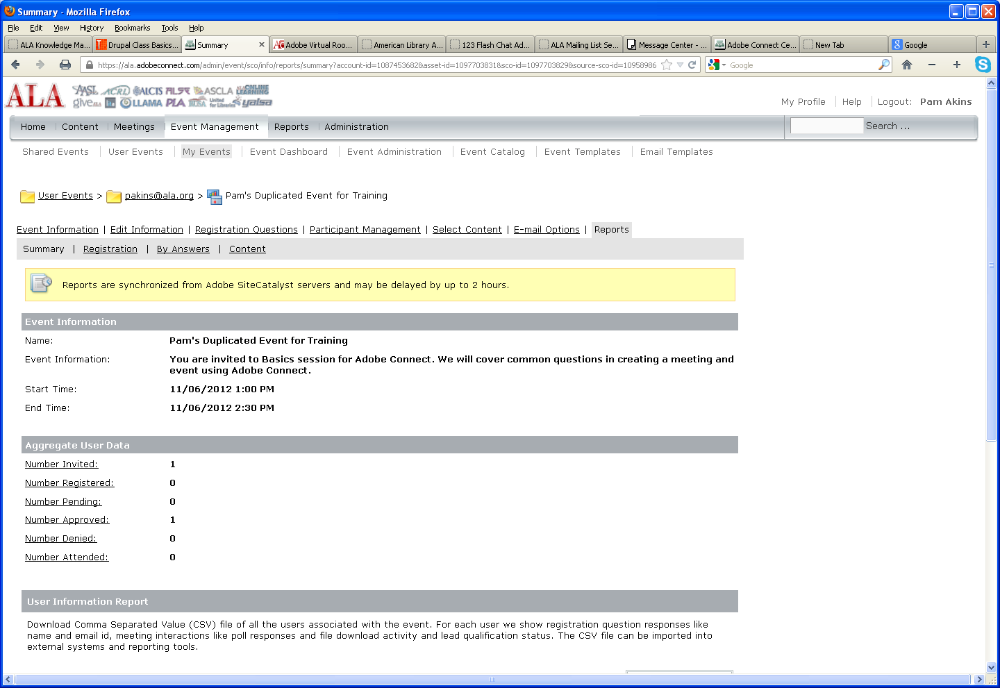 Summary - Mozilla Firefox
File Edit View History Bookmarks Tools Help
ALA Knowledge Ma... Drupal Class Basics... Summary Adobe Virtual Roo... American Library A... 123 Flash Chat Ad... ALA Mailing List Se... Message Center - ... Adobe Connect Ce... New Tab Google
https://ala.adobeconnect.com/admin/event/sco/info/reports/summary?account-id=1087453682&asset-id=1097703831&sco-id=1097703829&source-sco-id=10958986 Google
ALA AASL ACRL ALCTS ASCLA ONLINE LEARNING
giveALA LLAMA PLA RUSA United for Libraries yalsa
My Profile Help Logout: Pam Akins
Home Content Meetings Event Management Reports Administration Search ...
Shared Events User Events My Events Event Dashboard Event Administration Event Catalog Event Templates Email Templates
User Events > pakins@ala.org > Pam's Duplicated Event for Training
Event Information | Edit Information | Registration Questions | Participant Management | Select Content | E-mail Options | Reports
Summary | Registration | By Answers | Content
Reports are synchronized from Adobe SiteCatalyst servers and may be delayed by up to 2 hours.
Event Information
Name: Pam's Duplicated Event for Training
Event Information: You are invited to Basics session for Adobe Connect. We will cover common questions in creating a meeting and
event using Adobe Connect.
Start Time: 11/06/2012 1:00 PM
End Time: 11/06/2012 2:30 PM
Aggregate User Data
Number Invited: 1
Number Registered: 0
Number Pending: 0
Number Approved: 1
Number Denied: 0
Number Attended: 0
User Information Report
Download Comma Separated Value (CSV) file of all the users associated with the event. For each user we show registration question responses like
name and email id, meeting interactions like poll responses and file download activity and lead qualification status. The CSV file can be imported into
external systems and reporting tools.